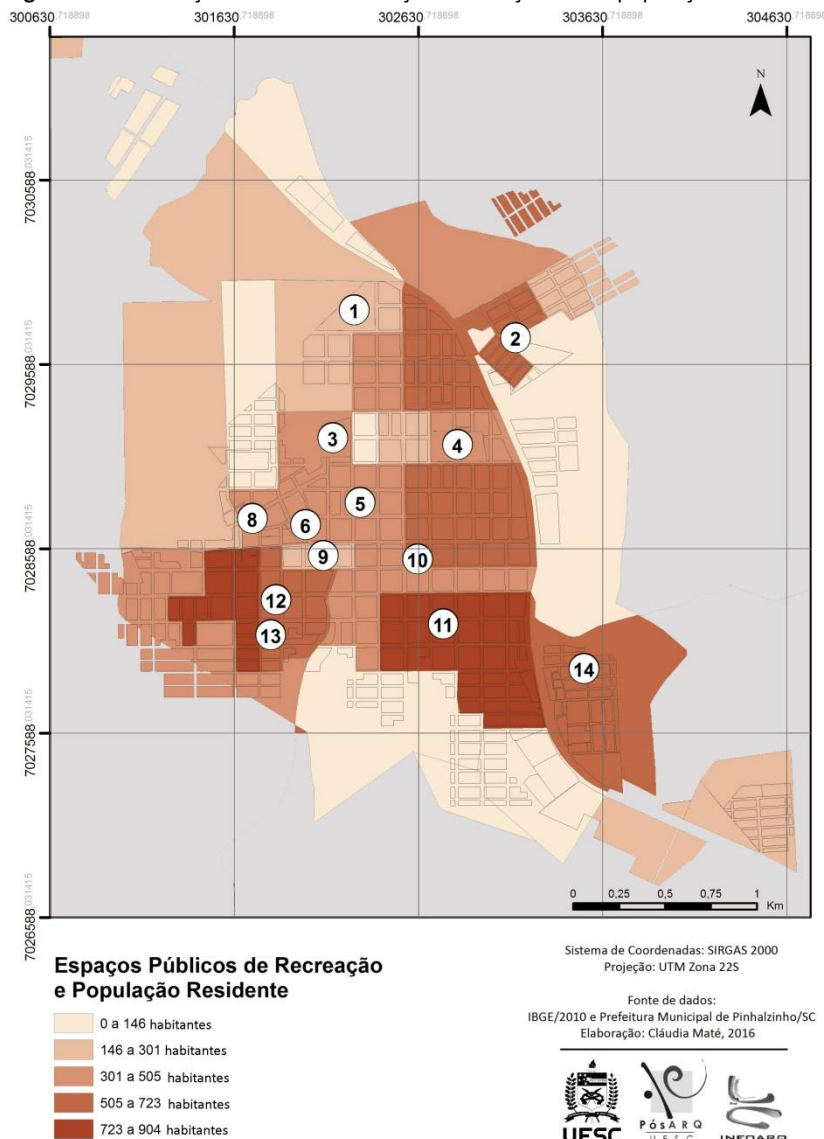 300630,718898 301630,718898 302630,718898 303630,718898 304630,718898
N
7030588,031415
7029588,031415
7028588,031415
7027588,031415
7026588,031415
1
2
3
4
5
8
6
9
10
12
11
13
14
0 0,25 0,5 0,75 1
Km
Espaços Públicos de Recreação
e População Residente
0 a 146 habitantes
146 a 301 habitantes
301 a 505 habitantes
505 a 723 habitantes
723 a 904 habitantes
Sistema de Coordenadas: SIRGAS 2000
Projeção: UTM Zona 22S
Fonte de dados:
IBGE/2010 e Prefeitura Municipal de Pinhalzinho/SC
Elaboração: Cláudia Maté, 2016
UFSC
PósARQ
UFSC
INFOARQ